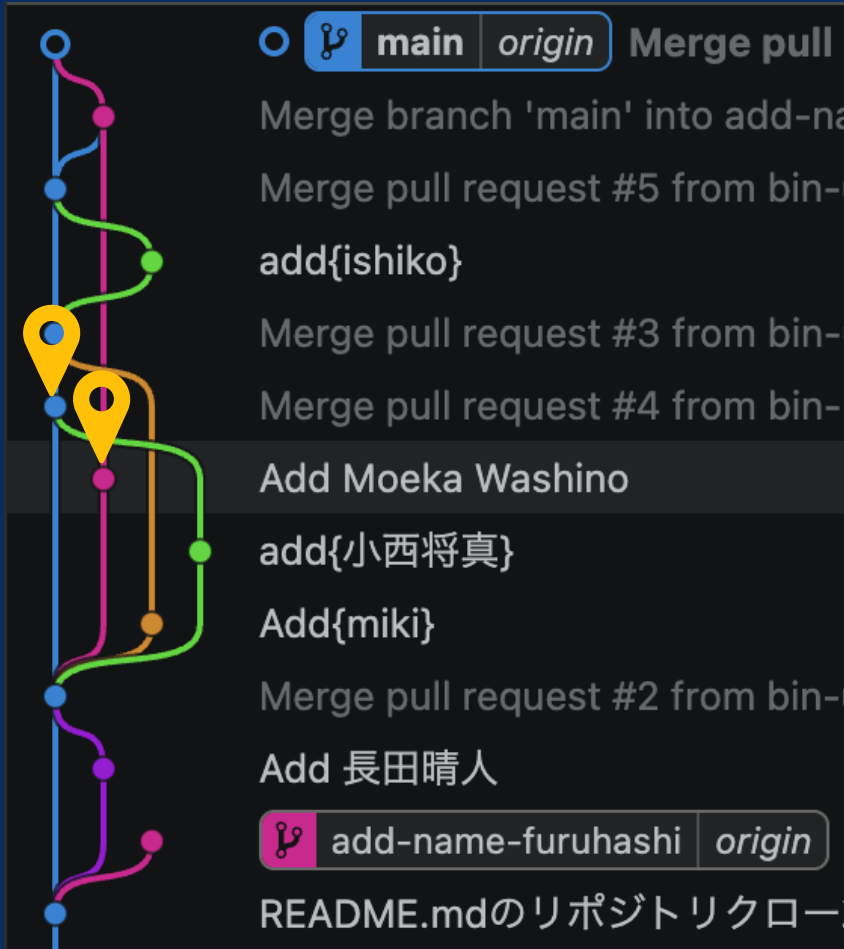 main origin Merge pull
Merge branch 'main' into add-na
Merge pull request #5 from bin-
add{ishiko}
Merge pull request #3 from bin-
Merge pull request #4 from bin-
Add Moeka Washino
add{小西将真}
Add{miki}
Merge pull request #2 from bin-
Add 長田晴人
add-name-furuhashi origin
README.mdのリポジトリクロー